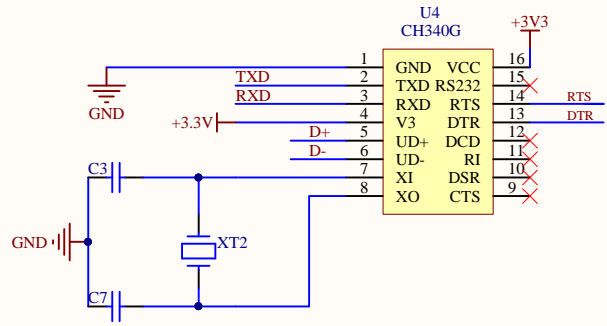 U4
CH340G
+3V3
1 GND VCC 16
TXD 2 TXD RS232 15
RXD 3 RXD RTS 14 RTS
+3.3V 4 V3 DTR 13 DTR
D+ 5 UD+ DCD 12
D- 6 UD- RI 11
7 XI DSR 10
8 XO CTS 9
GND
C3
GND
XT2
C7